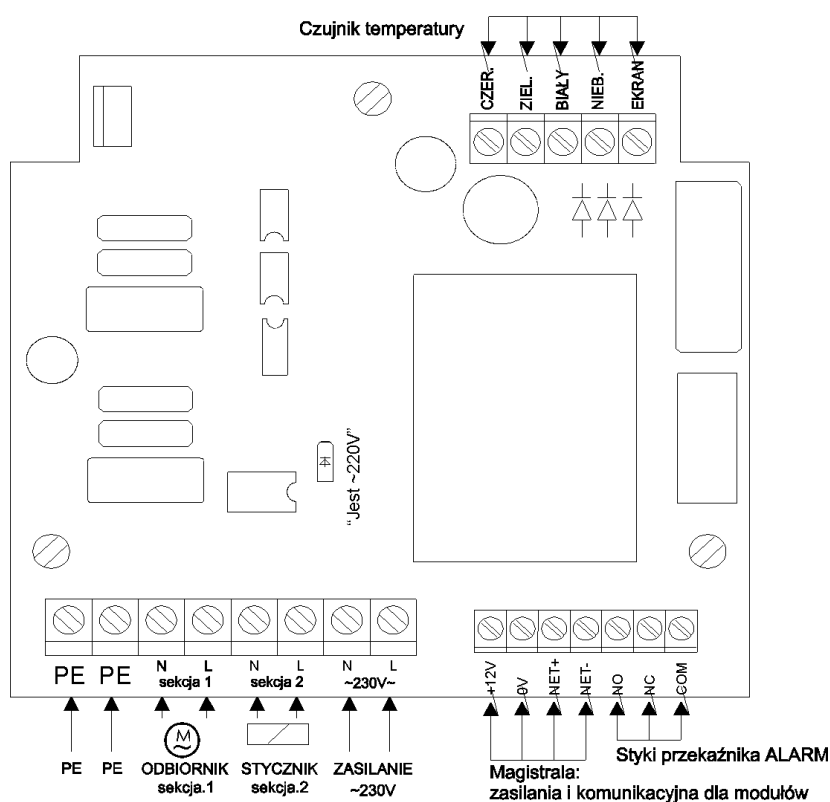 Czujnik temperatury
CZER.
ZIEL.
BIAŁY
NIEB.
EKRAN
"Jest ~220V"
PE PE N L N L N L
sekcja 1 sekcja 2 ~230V~
+12V
0V
NET+
NET-
NO
NC
COM
M
PE PE ODBIORNIK STYCZNIK ZASILANIE
sekcja.1 sekcja.2 ~230V
Styki przekaźnika ALARM
Magistrala:
zasilania i komunikacyjna dla modułów